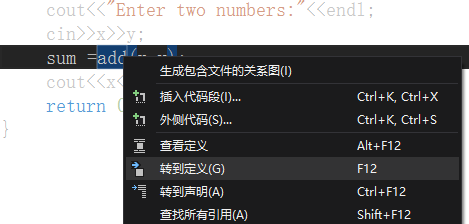 cout<<"Enter two numbers:"<<endl;
cin>>x>>y;
sum =add(x,y);
cout<<x<
return
}
生成包含文件的关系图(I)
插入代码段(I)... Ctrl+K, Ctrl+X
外侧代码(S)... Ctrl+K, Ctrl+S
查看定义 Alt+F12
转到定义(G) F12
转到声明(A) Ctrl+F12
查找所有引用(A) Shift+F12